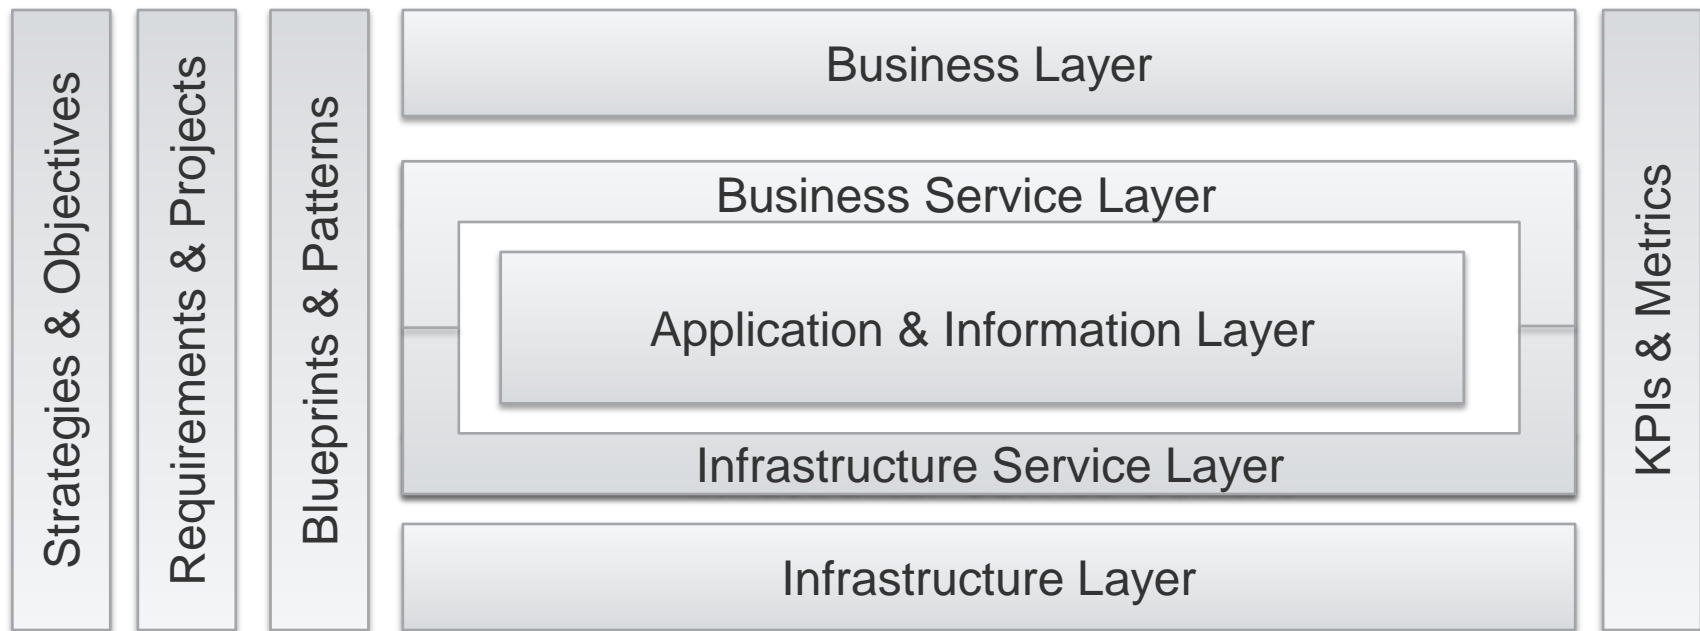 Strategies & Objectives
Requirements & Projects
Blueprints & Patterns
Business Layer
Business Service Layer
Application & Information Layer
Infrastructure Service Layer
Infrastructure Layer
KPIs & Metrics